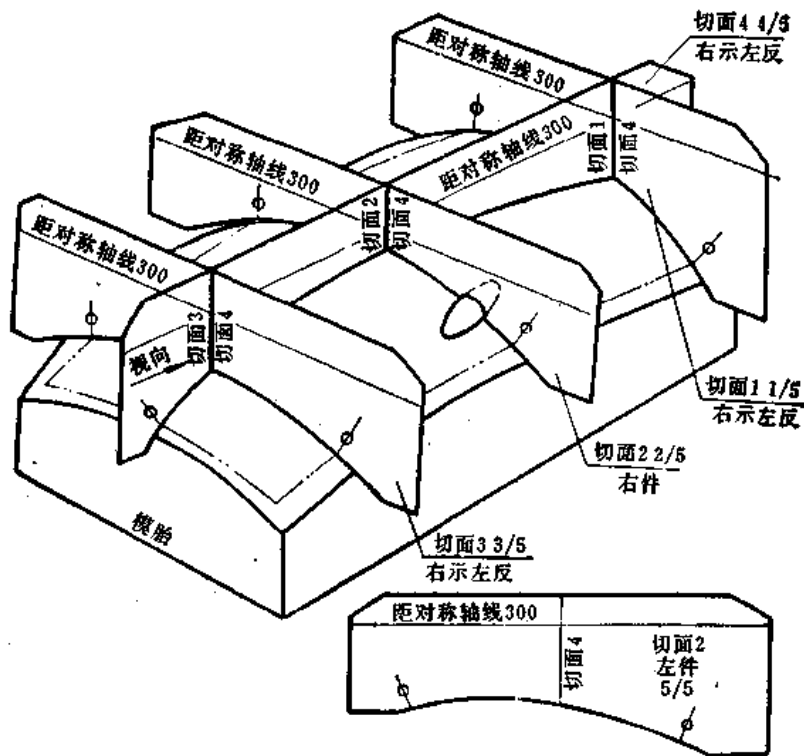 切面4 4/5
右示左反
距对称轴线300
距对称轴线300
距对称轴线300
距对称轴线300
切面1
切面4
切面2
切面4
切面3
切面4
视向
切面1 1/5
右示左反
切面2 2/5
右件
切面3 3/5
右示左反
模胎
距对称轴线300
切面4
切面2
左件
5/5